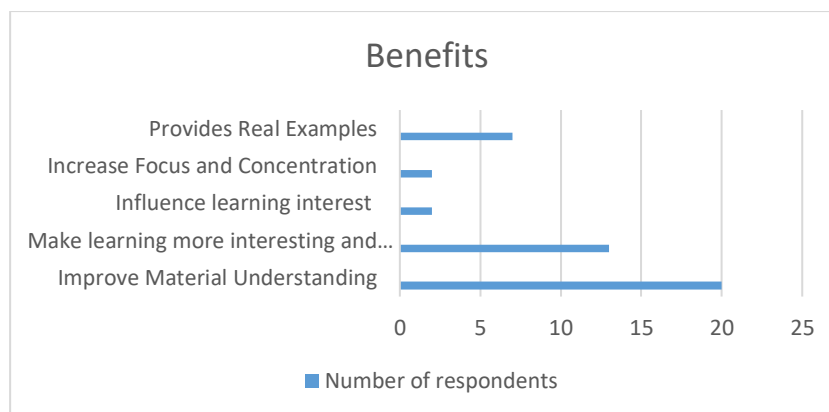 Benefits
Provides Real Examples
Increase Focus and Concentration
Influence learning interest
Make learning more interesting and...
Improve Material Understanding
0 5 10 15 20 25
Number of respondents